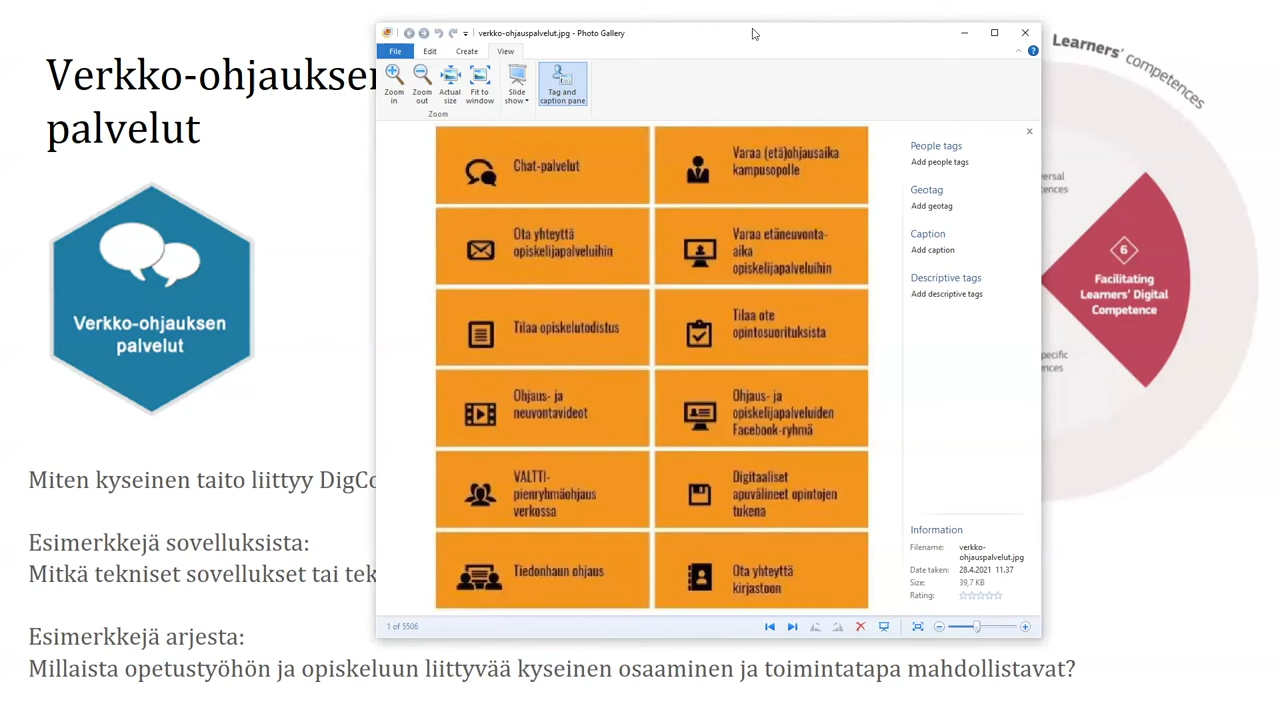 Verkko-ohjauksen
palvelut
Verkko-ohjauksen
palvelut
Miten kyseinen taito liittyy DigCo
Esimerkkejä sovelluksista:
Mitkä tekniset sovellukset tai tek
Esimerkkejä arjesta:
Millaista opetustyöhön ja opiskeluun liittyvää kyseinen osaaminen ja toimintatapa mahdollistavat?
verkko-ohjauspalvelut.jpg - Photo Gallery
File
Edit
Create
View
Zoom
in
Zoom
out
Actual
size
Fit to
window
Slide
show
Tag and
caption pane
Zoom
Chat-palvelut
Varaa (etä)ohjausaika
kampusopolle
Ota yhteyttä
opiskelijapalveluihin
Varaa etäneuvonta-
aika
opiskelijapalveluihin
Tilaa opiskelutodistus
Tilaa ote
opintosuorituksista
Ohjaus- ja
neuvontavideot
Ohjaus- ja
opiskelijapalveluiden
Facebook-ryhmä
VALTTI-
pienryhmäohjaus
verkossa
Digitaaliset
apuvälineet opintojen
tukena
Tiedonhaun ohjaus
Ota yhteyttä
kirjastoon
People tags
Add people tags
Geotag
Add geotag
Caption
Add caption
Descriptive tags
Add descriptive tags
Information
Filename: verkko-
ohjauspalvelut.jpg
Date taken: 28.4.2021 11.37
Size: 39,7 KB
Rating:
1 of 5506
Learners' competences
versal
tences
6
Facilitating
Learners' Digital
Competence
pecific
nces